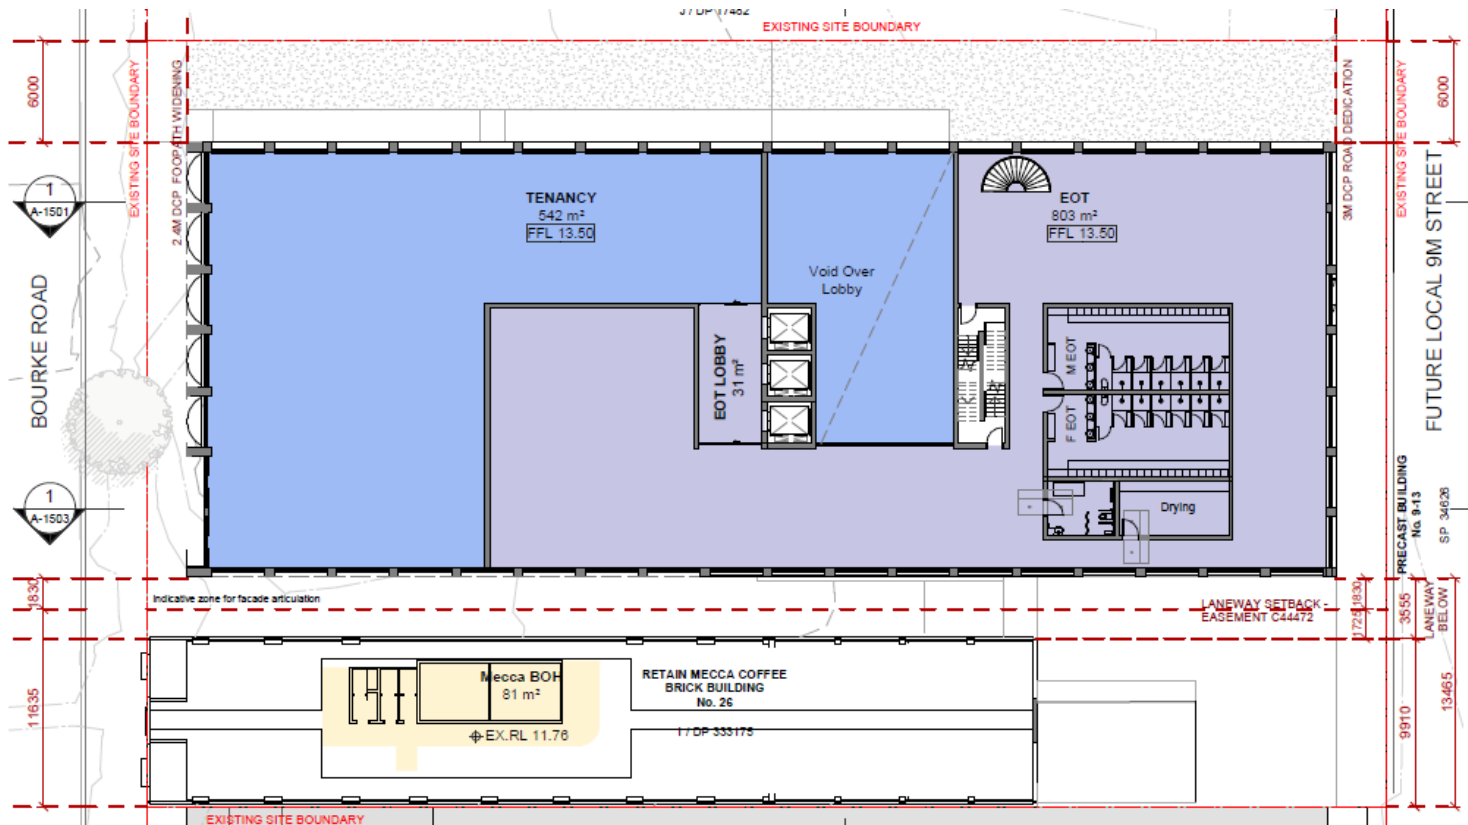 J / DP 17482
EXISTING SITE BOUNDARY
6000
EXISTING SITE BOUNDARY
2.4M DCP FOOPATH WIDENING
3M DCP ROAD DEDICATION
EXISTING SITE BOUNDARY
6000
1
A-1501
BOURKE ROAD
1
A-1503
TENANCY
542 m²
FFL 13.50
Void Over
Lobby
EOT
803 m²
FFL 13.50
EOT LOBBY
31 m²
M EOT
F EOT
Drying
FUTURE LOCAL 9M STREET
PRECAST BUILDING
No. 9-13
SP 34626
1830
Indicative zone for facade articulation
LANEWAY SETBACK -
EASEMENT C44472
1830
1725
3555
LANEWAY
BELOW
11635
Mecca BOH
81 m²
EX.RL 11.76
RETAIN MECCA COFFEE
BRICK BUILDING
No. 26
1 / DP 333175
9910
13465
EXISTING SITE BOUNDARY